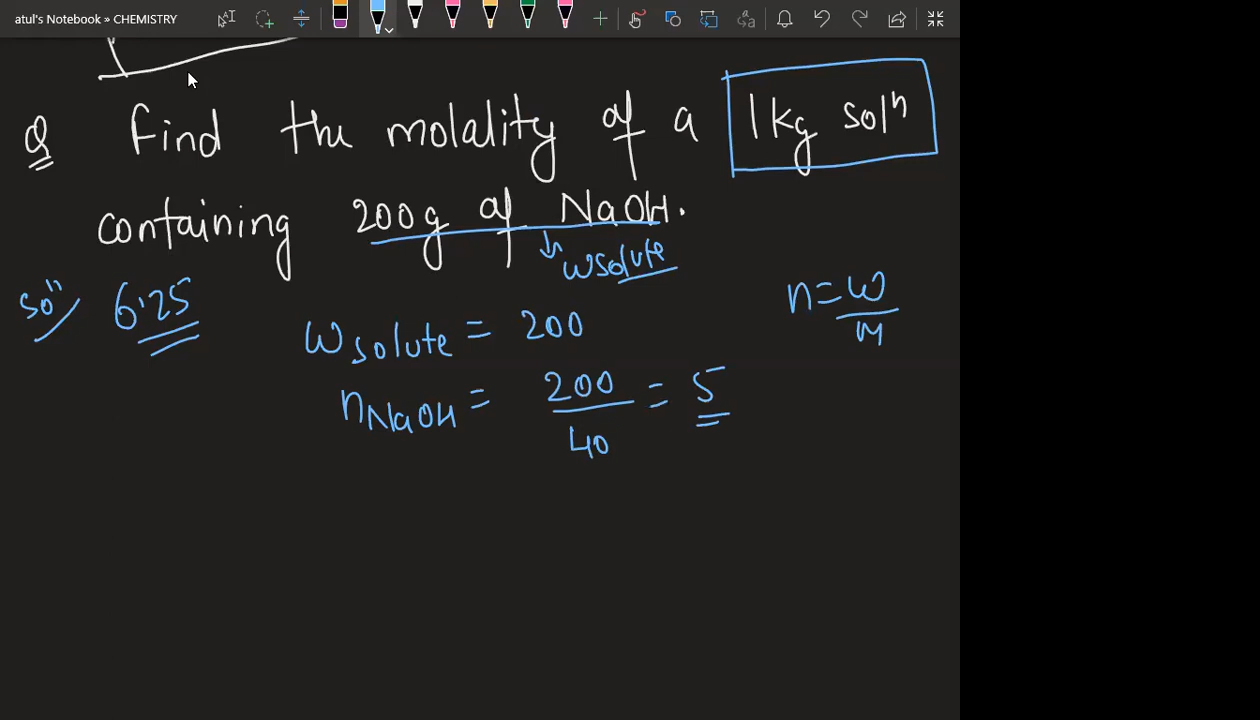 atul's Notebook » CHEMISTRY
Q Find the molality of a 1kg solⁿ
containing 200g of NaOH.
wsolute
Solⁿ 6.25
Wsolute = 200
n = w/M
nNaOH = 200/40 = 5